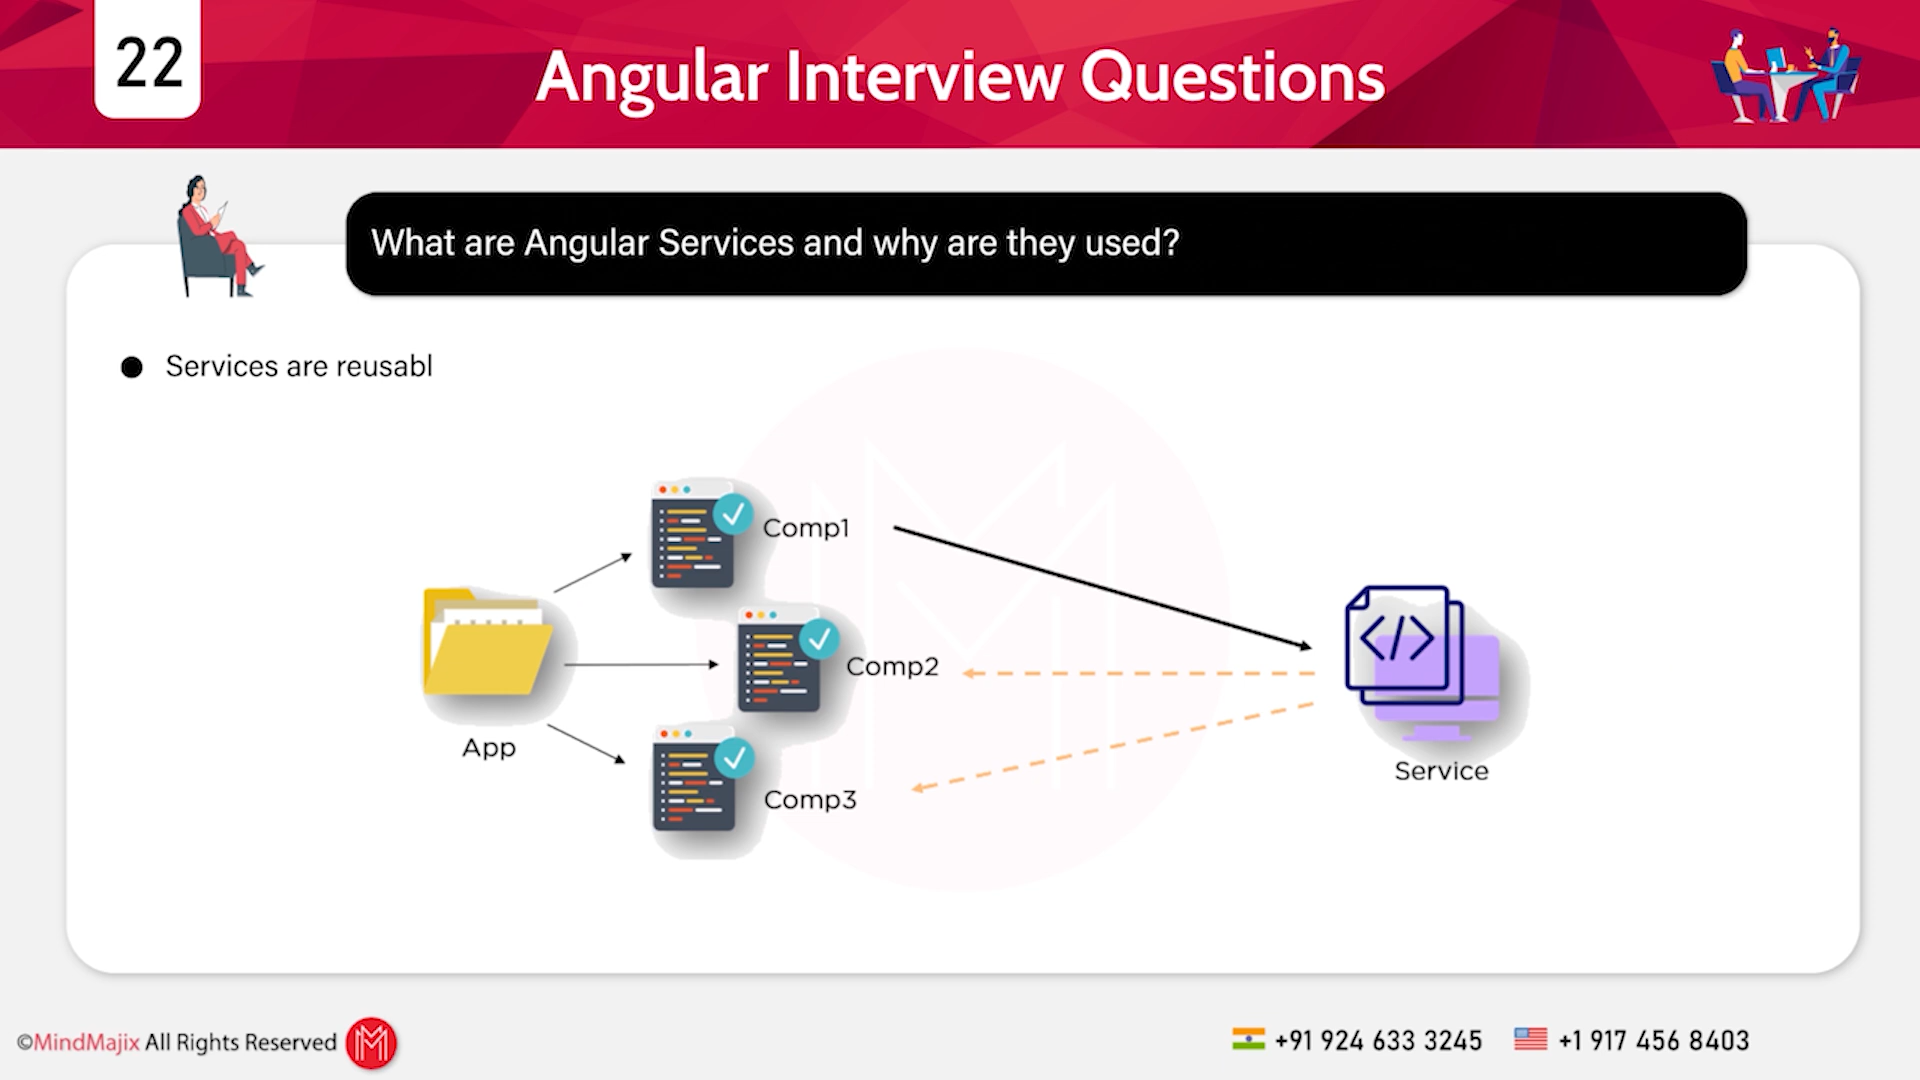 22
Angular Interview Questions
What are Angular Services and why are they used?
Services are reusabl
Comp1
Comp2
App
Service
Comp3
©MindMajix All Rights Reserved
+91 924 633 3245
+1 917 456 8403